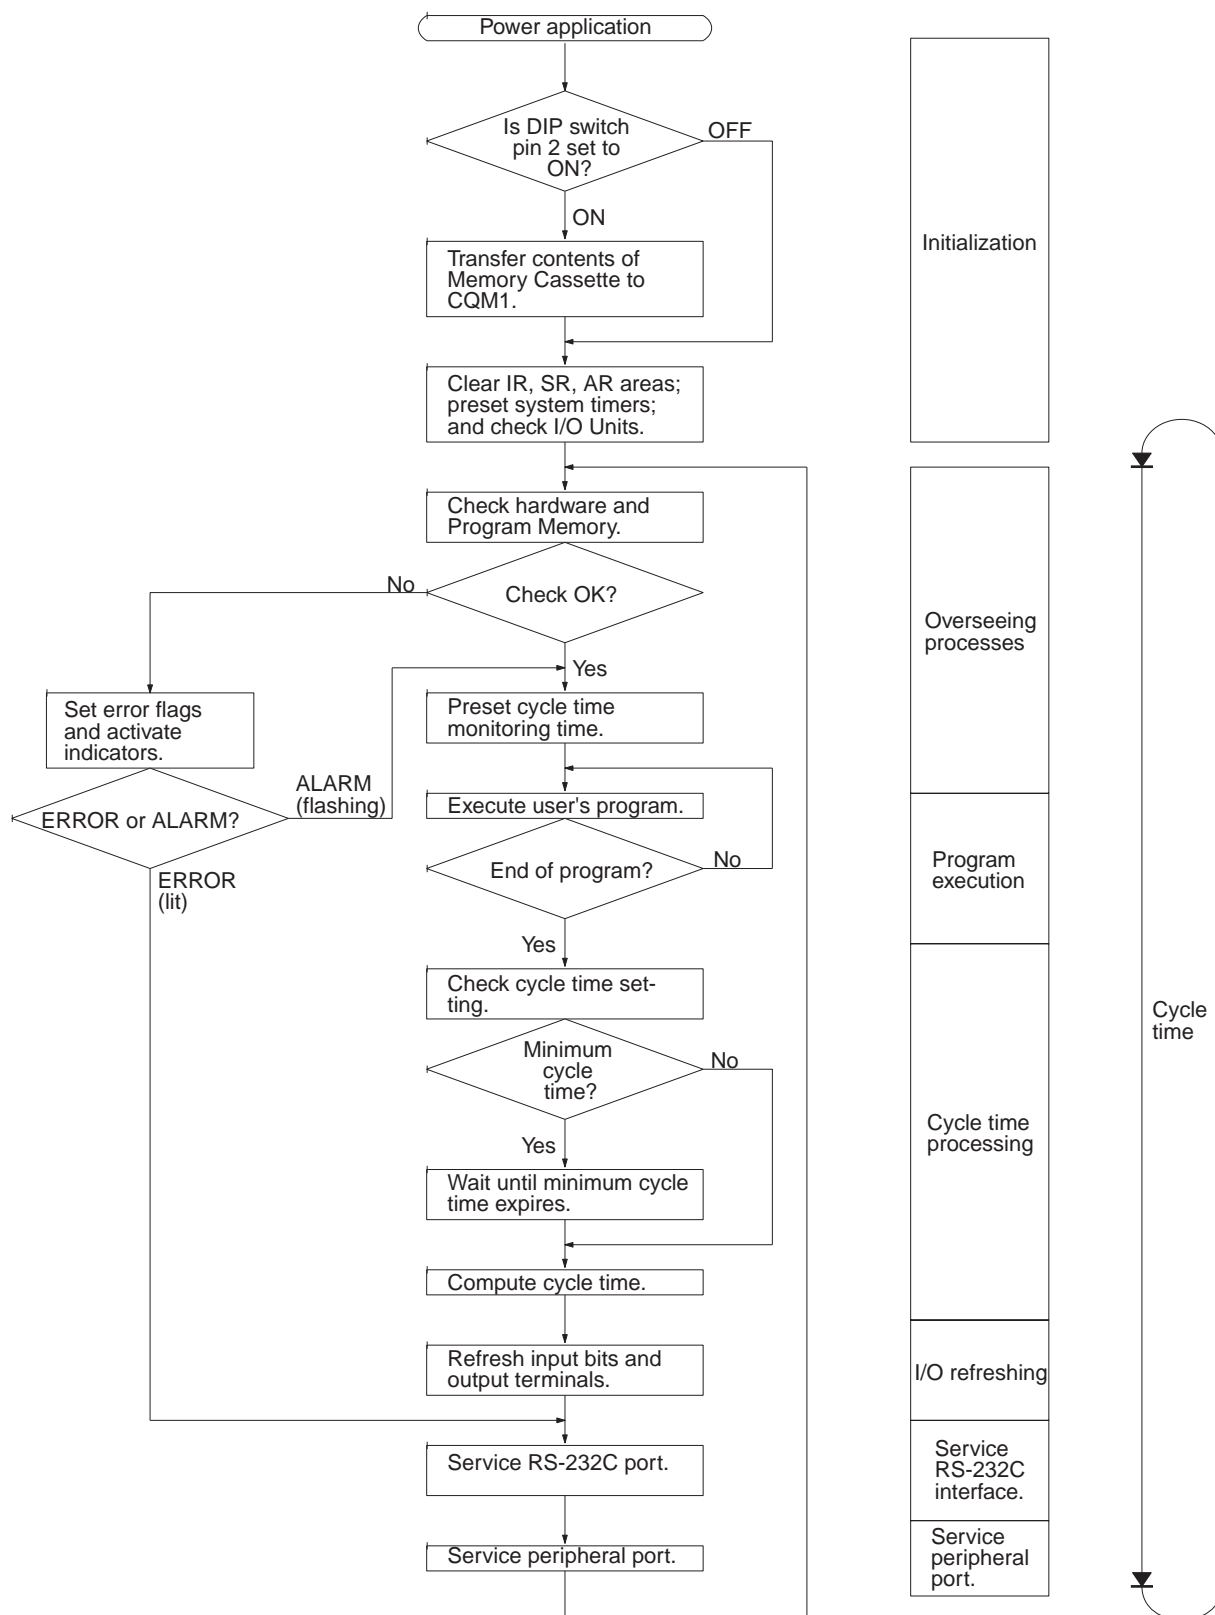 Power application
Is DIP switch
pin 2 set to
ON?
OFF
ON
Transfer contents of
Memory Cassette to
CQM1.
Clear IR, SR, AR areas;
preset system timers;
and check I/O Units.
Initialization
Check hardware and
Program Memory.
No
Check OK?
Yes
Overseeing
processes
Set error flags
and activate
indicators.
Preset cycle time
monitoring time.
ALARM
(flashing)
ERROR or ALARM?
Execute user's program.
ERROR
(lit)
End of program?
No
Program
execution
Yes
Check cycle time set-
ting.
Minimum
cycle
time?
No
Yes
Cycle
time
Cycle time
processing
Wait until minimum cycle
time expires.
Compute cycle time.
Refresh input bits and
output terminals.
I/O refreshing
Service RS-232C port.
Service
RS-232C
interface.
Service peripheral port.
Service
peripheral
port.